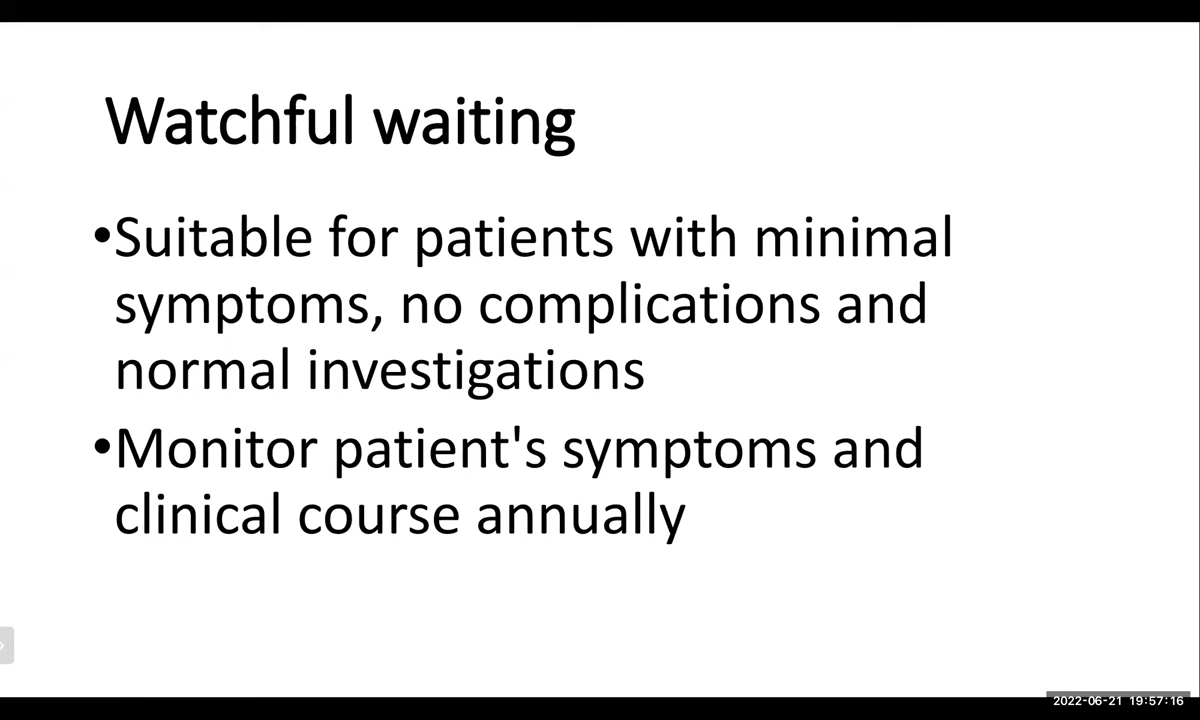 Watchful waiting
•Suitable for patients with minimal
symptoms, no complications and
normal investigations
•Monitor patient's symptoms and
clinical course annually
2022-06-21 19:57:16